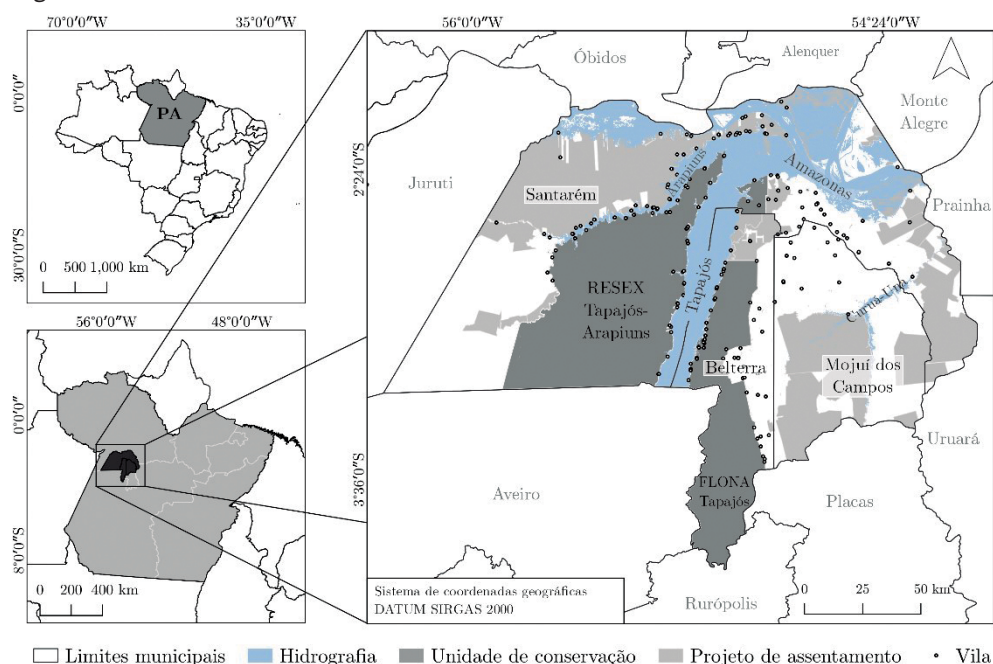 70°0'0"W 35°0'0"W
0°0'0"
30°0'0"S
PA
0 500 1,000 km
56°0'0"W 48°0'0"W
0°0'0"
8°0'0"S
0 200 400 km
56°0'0"W 54°24'0"W
2°24'0"S
3°36'0"S
Óbidos
Alenquer
Monte
Alegre
Juruti
Santarém
Arapiuns
Amazonas
Prainha
RESEX
Tapajós-
Arapiuns
Tapajós
Curuá-Una
Belterra
Mojuí dos
Campos
Uruará
Aveiro
FLONA
Tapajós
Placas
Rurópolis
Sistema de coordenadas geográficas
DATUM SIRGAS 2000
0 25 50 km
Limites municipais Hidrografia Unidade de conservação Projeto de assentamento Vila